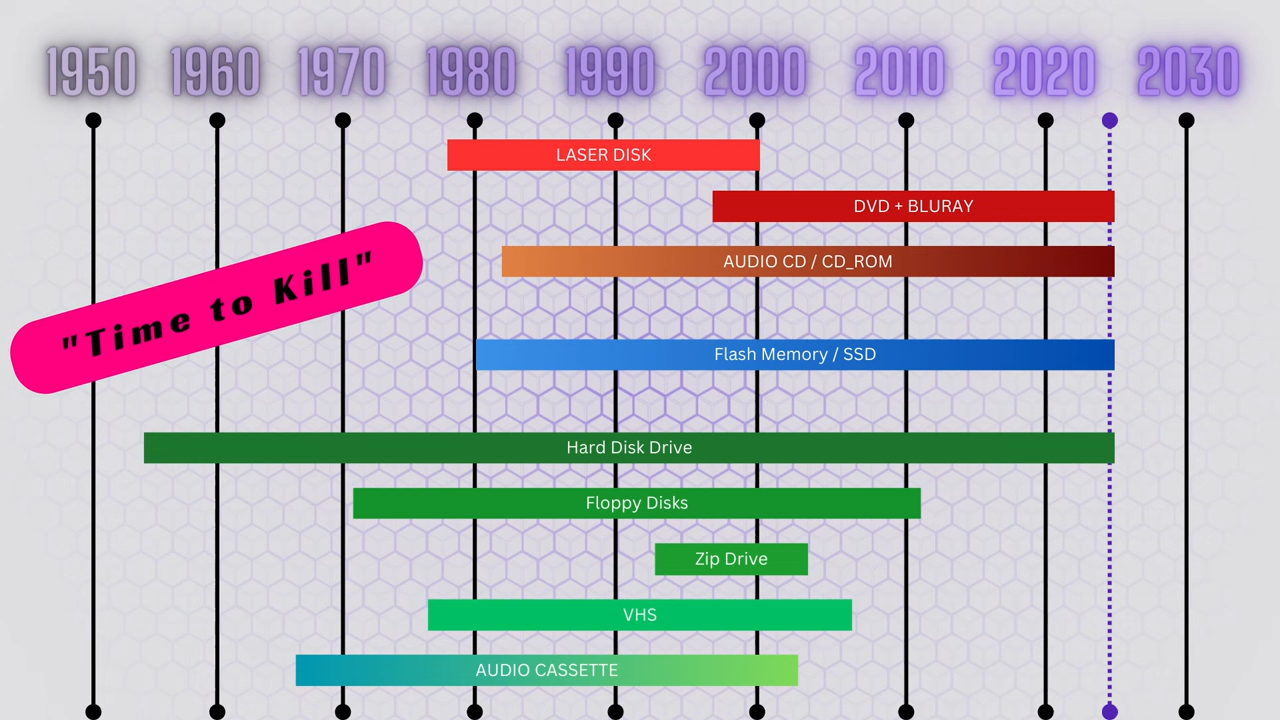 1950 1960 1970 1980 1990 2000 2010 2020 2030
LASER DISK
DVD + BLURAY
AUDIO CD / CD_ROM
"Time to Kill"
Flash Memory / SSD
Hard Disk Drive
Floppy Disks
Zip Drive
VHS
AUDIO CASSETTE